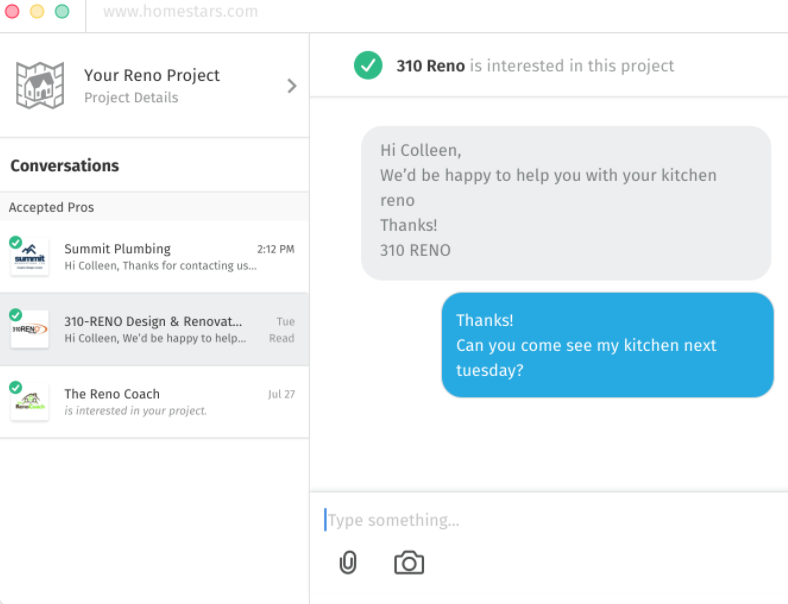 www.homestars.com
Your Reno Project
Project Details
Conversations
Accepted Pros
summit
Summit Plumbing
2:12 PM
Hi Colleen, Thanks for contacting us...
310RENO
310-RENO Design & Renovat...
Tue
Hi Colleen, We'd be happy to help...
Read
RenoCoach
The Reno Coach
Jul 27
is interested in your project.
310 Reno is interested in this project
Hi Colleen,
We'd be happy to help you with your kitchen
reno
Thanks!
310 RENO
Thanks!
Can you come see my kitchen next
tuesday?
Type something...